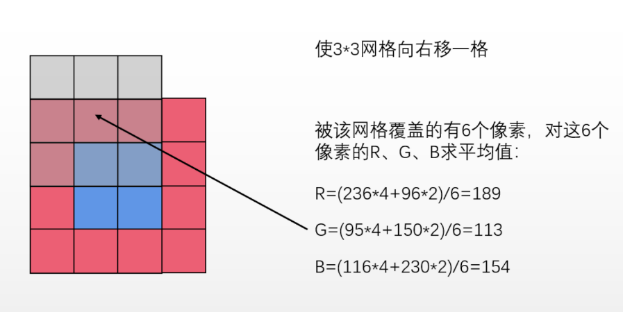 使3*3网格向右移一格
被该网格覆盖的有6个像素，对这6个
像素的R、G、B求平均值：
R=(236*4+96*2)/6=189
G=(95*4+150*2)/6=113
B=(116*4+230*2)/6=154